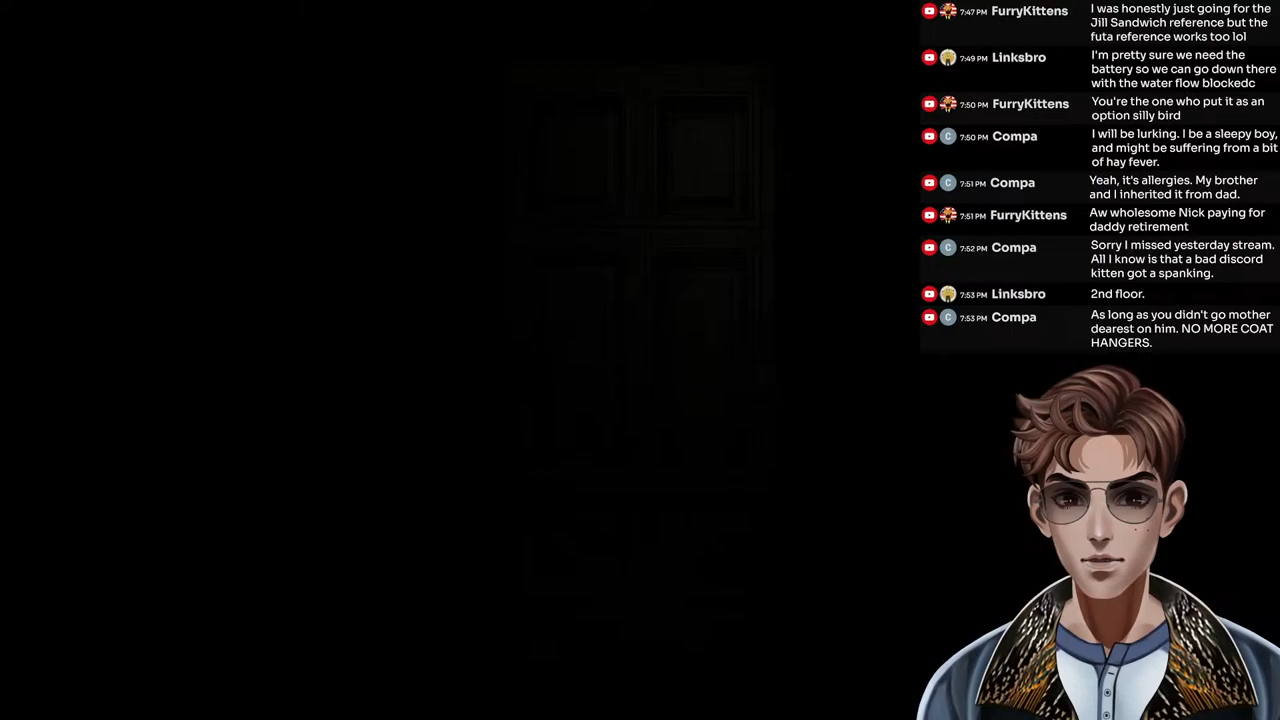 7:47 PM FurryKittens I was honestly just going for the
Jill Sandwich reference but the
futa reference works too lol
7:49 PM Linksbro I'm pretty sure we need the
battery so we can go down there
with the water flow blockedc
7:50 PM FurryKittens You're the one who put it as an
option silly bird
C 7:50 PM Compa I will be lurking. I be a sleepy boy,
and might be suffering from a bit
of hay fever.
C 7:51 PM Compa Yeah, it's allergies. My brother
and I inherited it from dad.
7:51 PM FurryKittens Aw wholesome Nick paying for
daddy retirement
C 7:52 PM Compa Sorry I missed yesterday stream.
All I know is that a bad discord
kitten got a spanking.
7:53 PM Linksbro 2nd floor.
C 7:53 PM Compa As long as you didn't go mother
dearest on him. NO MORE COAT
HANGERS.